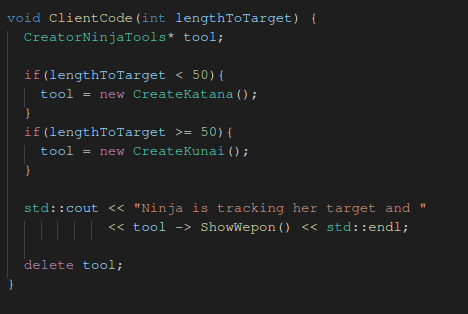 void ClientCode(int lengthToTarget) {
CreatorNinjaTools* tool;
if(lengthToTarget < 50){
tool = new CreateKatana();
}
if(lengthToTarget >= 50){
tool = new CreateKunai();
}
std::cout << "Ninja is tracking her target and "
<< tool -> ShowWepon() << std::endl;
delete tool;
}